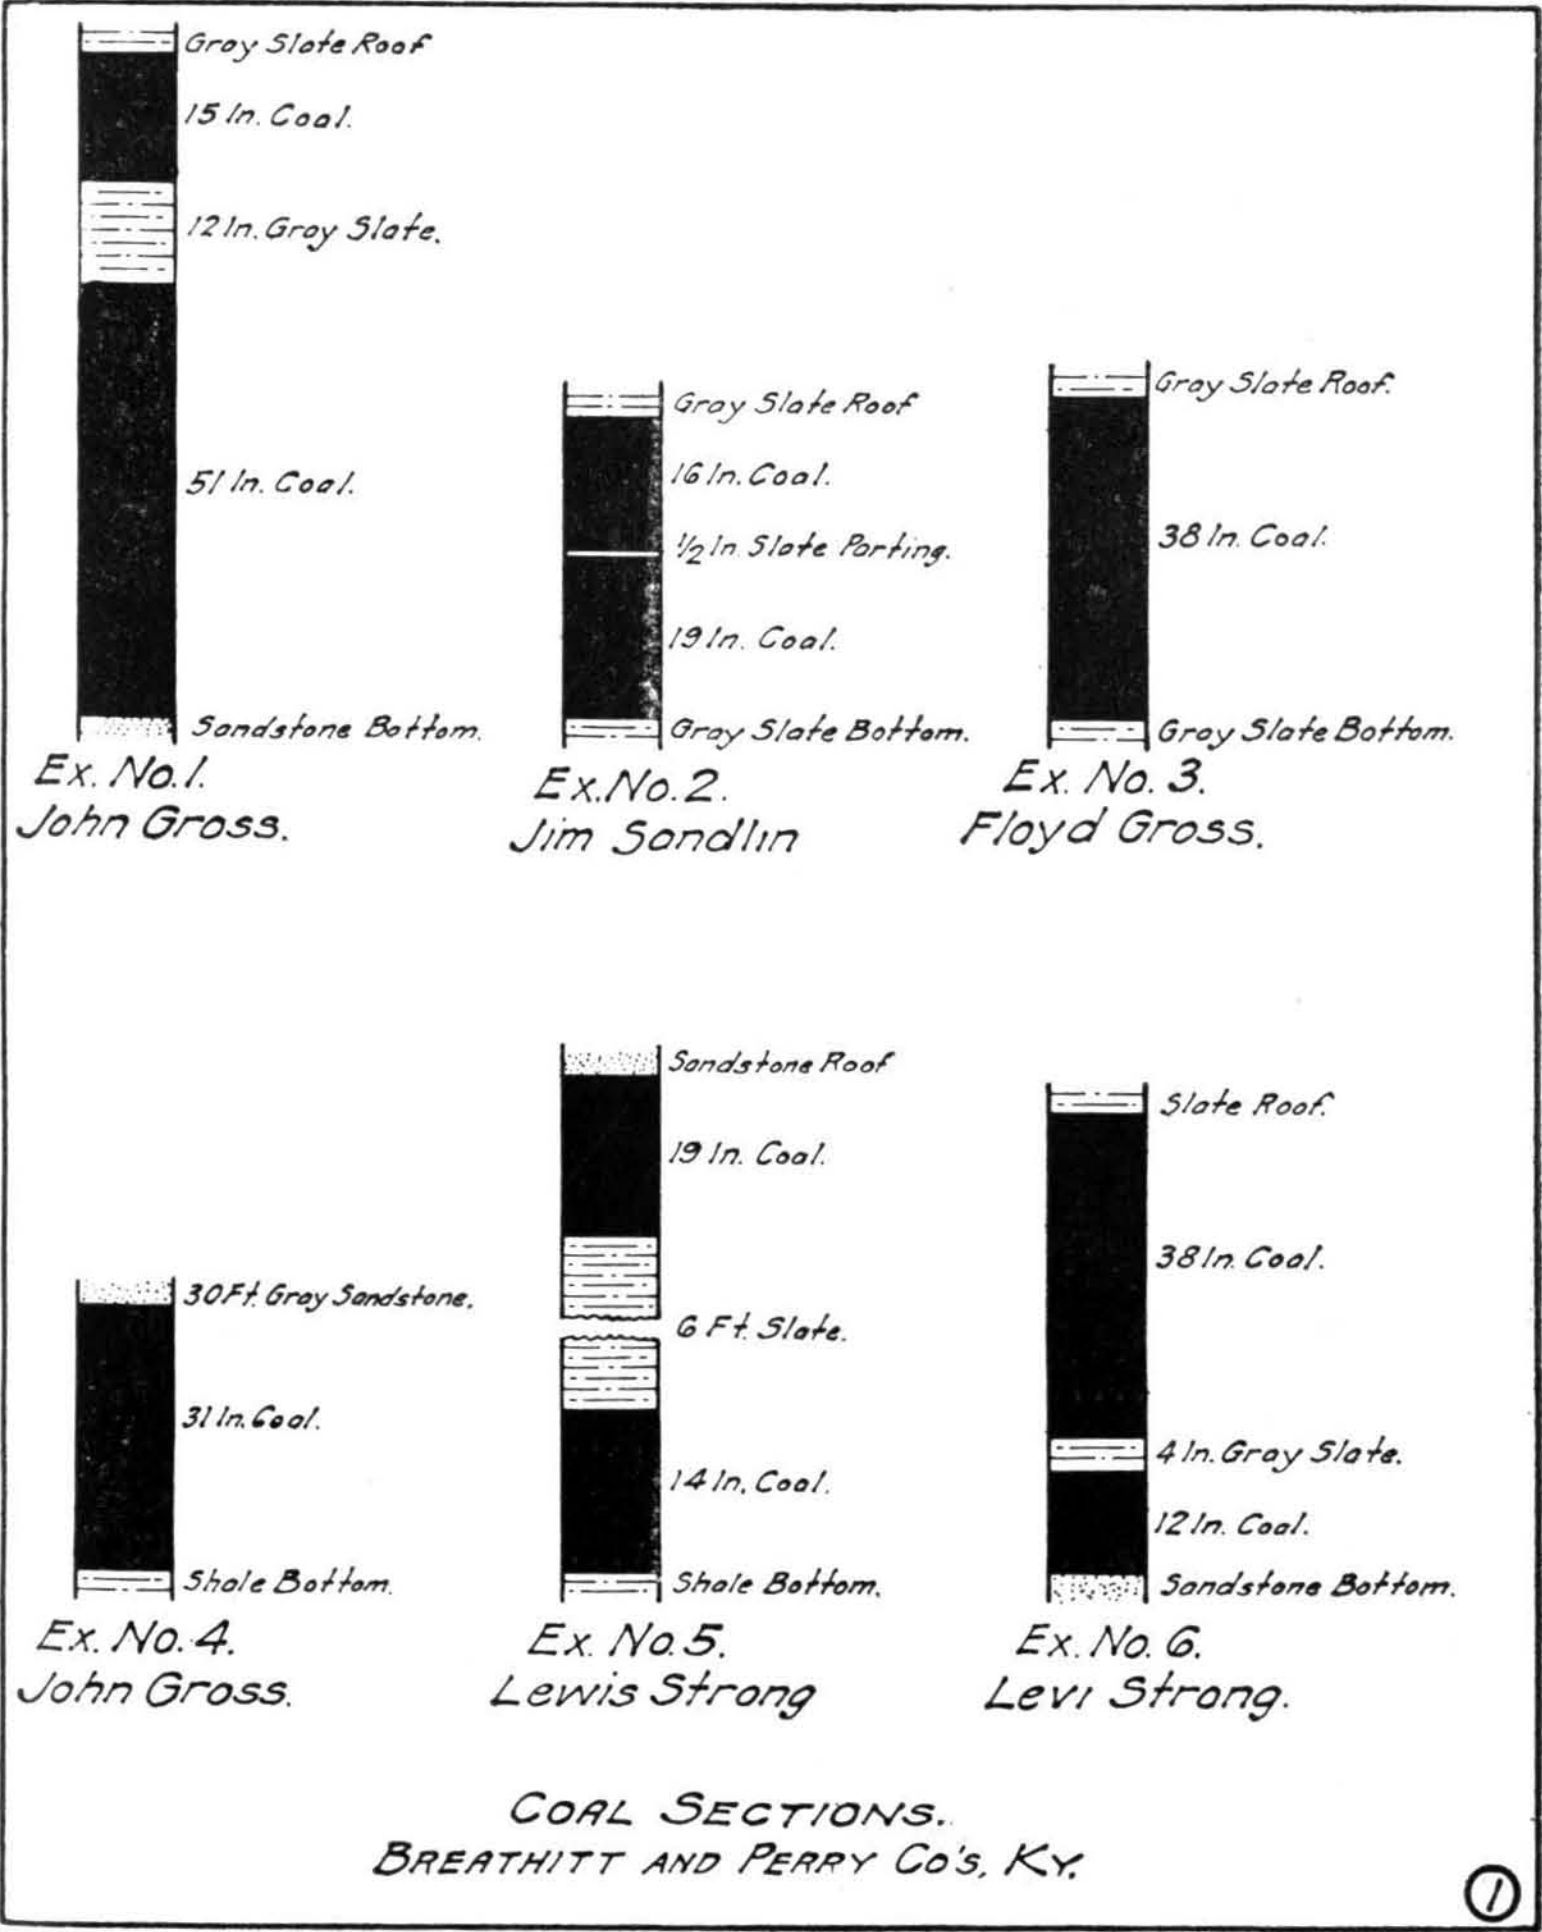 Gray Slate Roof
15 In. Coal.
12 In. Gray Slate.
51 In. Coal.
Sandstone Bottom.
Ex. No. 1.
John Gross.
Gray Slate Roof
16 In. Coal.
1/2 In. Slate Parting.
19 In. Coal.
Gray Slate Bottom.
Ex. No. 2.
Jim Sandlin
Gray Slate Roof.
38 In. Coal.
Gray Slate Bottom.
Ex. No. 3.
Floyd Gross.
30 Ft. Gray Sandstone.
31 In. Coal.
Shale Bottom.
Ex. No. 4.
John Gross.
Sandstone Roof
19 In. Coal.
6 Ft. Slate.
14 In. Coal.
Shale Bottom.
Ex. No. 5.
Lewis Strong
Slate Roof.
38 In. Coal.
4 In. Gray Slate.
12 In. Coal.
Sandstone Bottom.
Ex. No. 6.
Levi Strong.
COAL SECTIONS.
BREATHITT AND PERRY CO'S, KY.
1